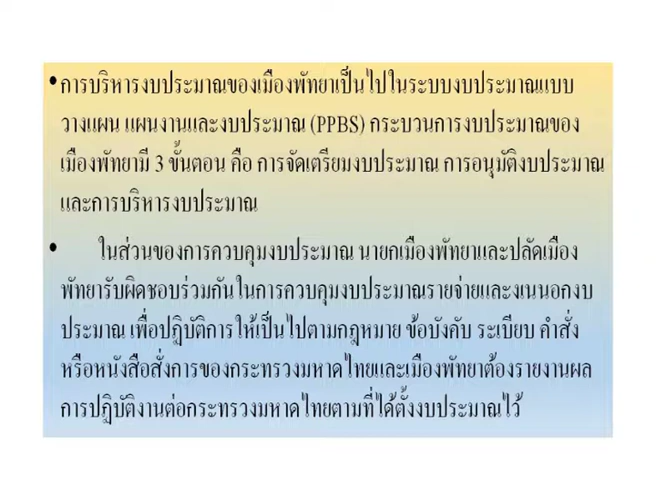 • การบริหารงบประมาณของเมืองพัทยาเป็นไปในระบบงบประมาณแบบ
วางแผน แผนงานและงบประมาณ (PPBS) กระบวนการงบประมาณของ
เมืองพัทยามี 3 ขั้นตอน คือ การจัดเตรียมงบประมาณ การอนุมัติงบประมาณ
และการบริหารงบประมาณ
• ในส่วนของการควบคุมงบประมาณ นายกเมืองพัทยาและปลัดเมือง
พัทยารับผิดชอบร่วมกันในการควบคุมงบประมาณรายจ่ายและงเนนอกงบ
ประมาณ เพื่อปฏิบัติการให้เป็นไปตามกฎหมาย ข้อบังคับ ระเบียบ คำสั่ง
หรือหนังสือสั่งการของกระทรวงมหาดไทยและเมืองพัทยาต้องรายงานผล
การปฏิบัติงานต่อกระทรวงมหาดไทยตามที่ได้ตั้งงบประมาณไว้